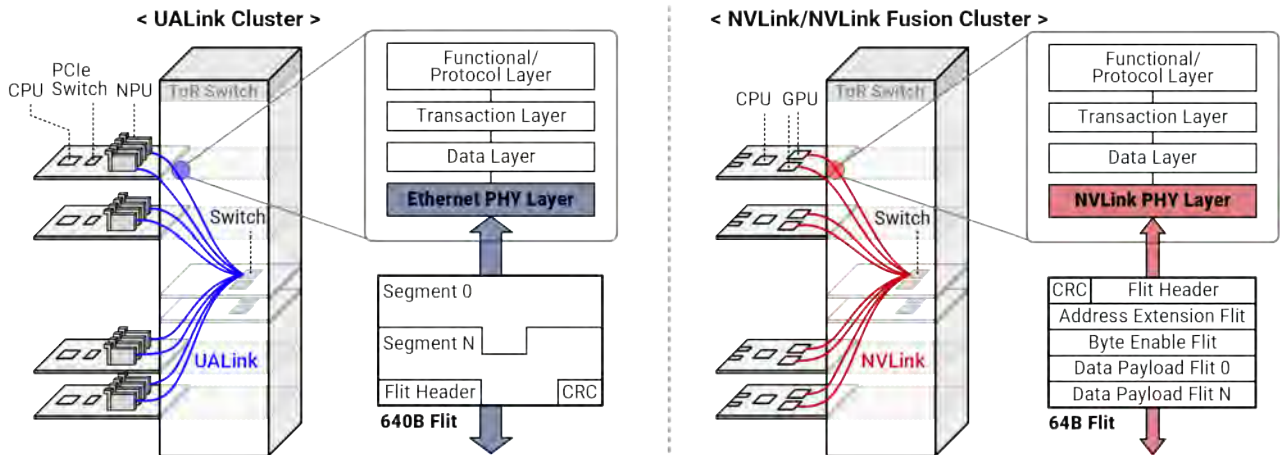 < UALink Cluster >
PCIe
CPU Switch NPU
ToR Switch
Switch
UALink
Functional/
Protocol Layer
Transaction Layer
Data Layer
Ethernet PHY Layer
Segment 0
Segment N
Flit Header
CRC
640B Flit
< NVLink/NVLink Fusion Cluster >
CPU GPU
ToR Switch
Switch
NVLink
Functional/
Protocol Layer
Transaction Layer
Data Layer
NVLink PHY Layer
CRC Flit Header
Address Extension Flit
Byte Enable Flit
Data Payload Flit 0
Data Payload Flit N
64B Flit